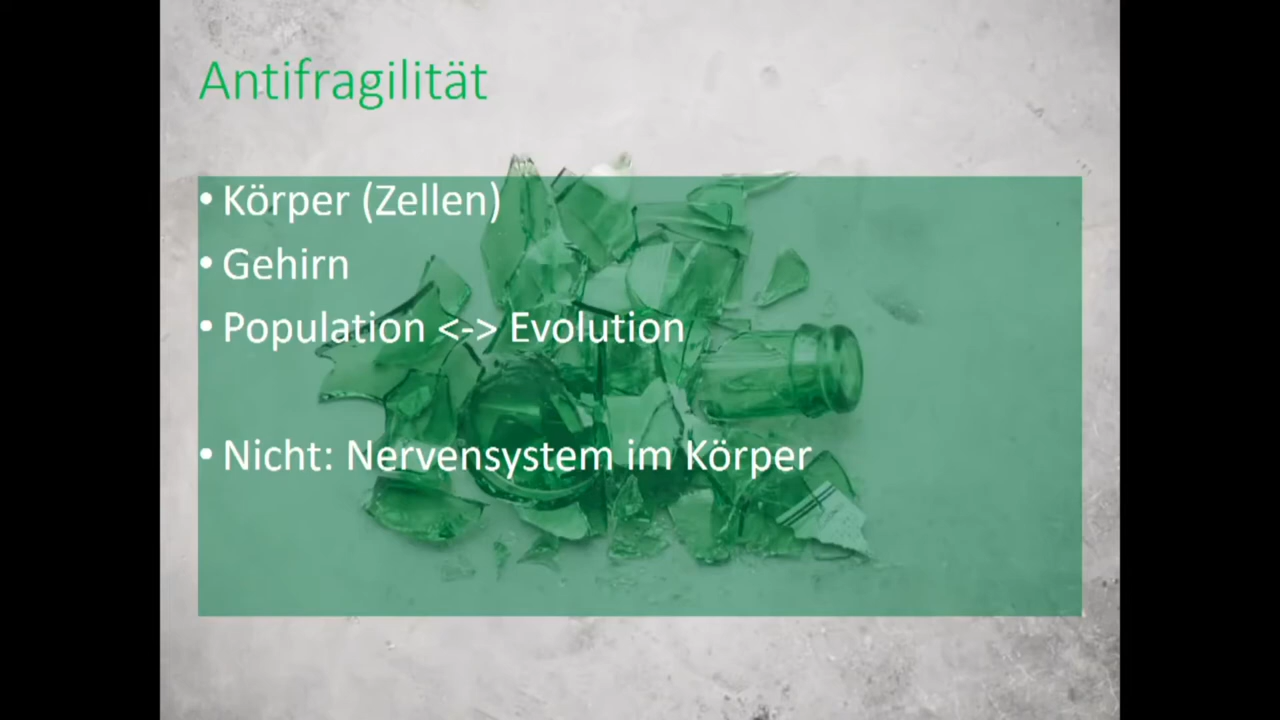 Antifragilität
• Körper (Zellen)
• Gehirn
• Population <-> Evolution
• Nicht: Nervensystem im Körper